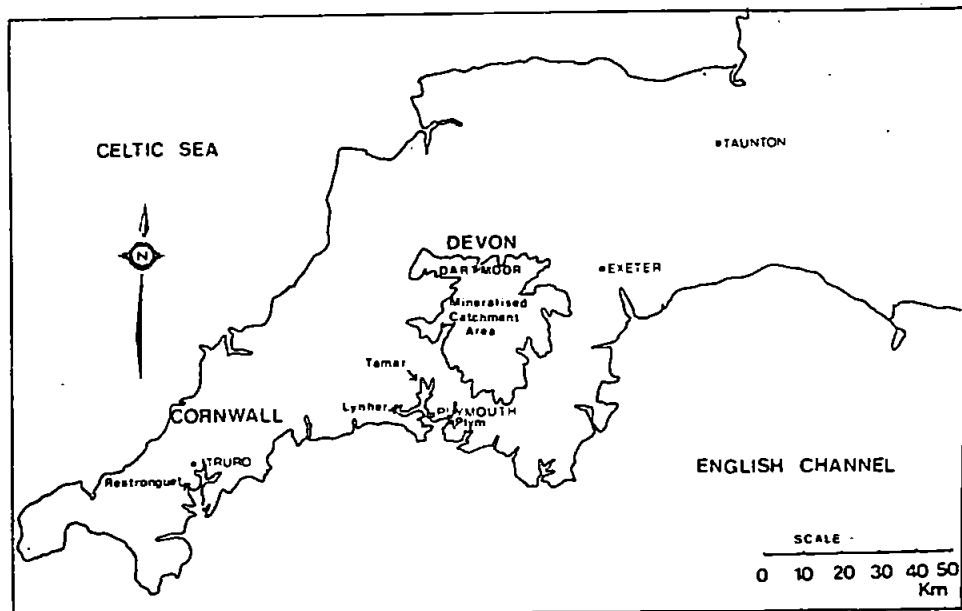 CELTIC SEA
TAUNTON
N
DEVON
DARTMOOR
EXETER
Mineralised
Catchment
Area
Tamar
Lynher
PLYMOUTH
Plym
CORNWALL
TRURO
Restronguet
ENGLISH CHANNEL
SCALE
0 10 20 30 40 50
Km